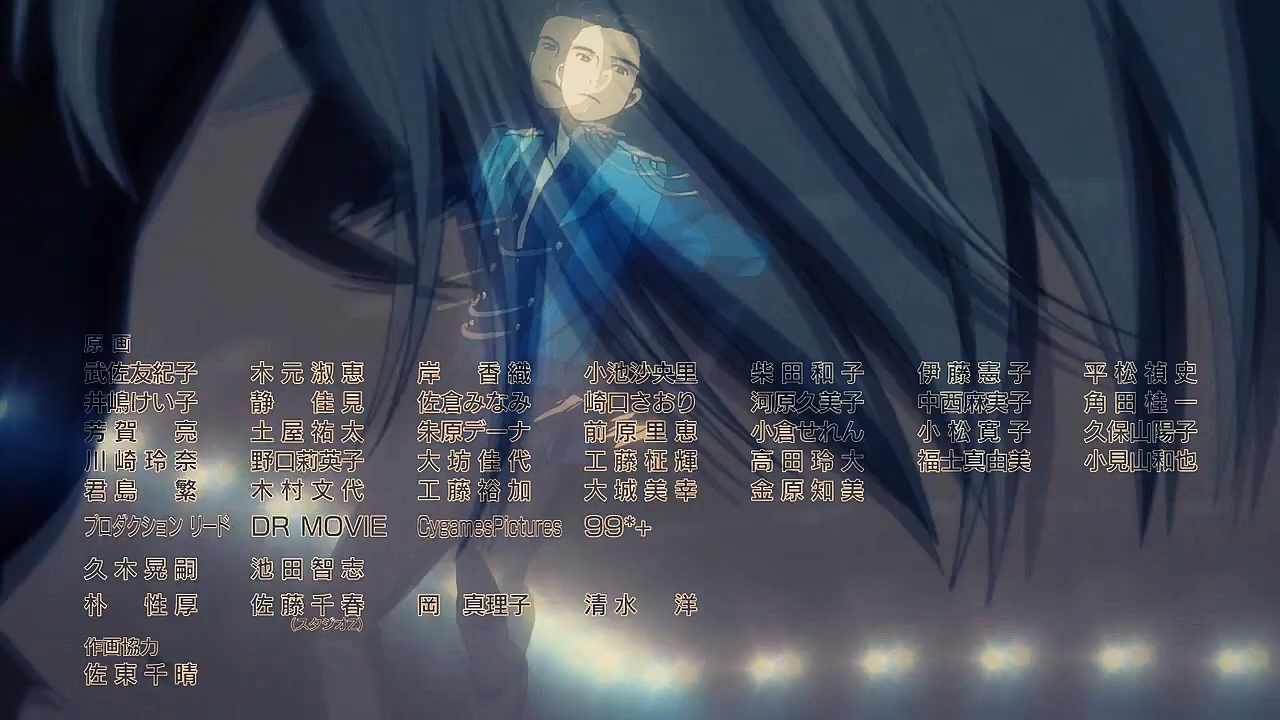 原画
武佐友紀子 木元淑恵 岸香織 小池沙央里 柴田和子 伊藤憲子 平松禎史
井嶋けい子 静佳見 佐倉みなみ 崎口さおり 河原久美子 中西麻実子 角田桂一
芳賀亮 土屋祐太 朱原デーナ 前原里恵 小倉せれん 小松寛子 久保山陽子
川崎玲奈 野口莉英子 大坊佳代 工藤柾輝 高田玲大 福士真由美 小見山和也
君島繁 木村文代 工藤裕加 大城美幸 金原知美
プロダクション リード DR MOVIE CygamesPictures 99*+
久木晃嗣 池田智志
朴性厚 佐藤千春 岡真理子 清水洋
(スタジオZ)
作画協力
佐東千晴